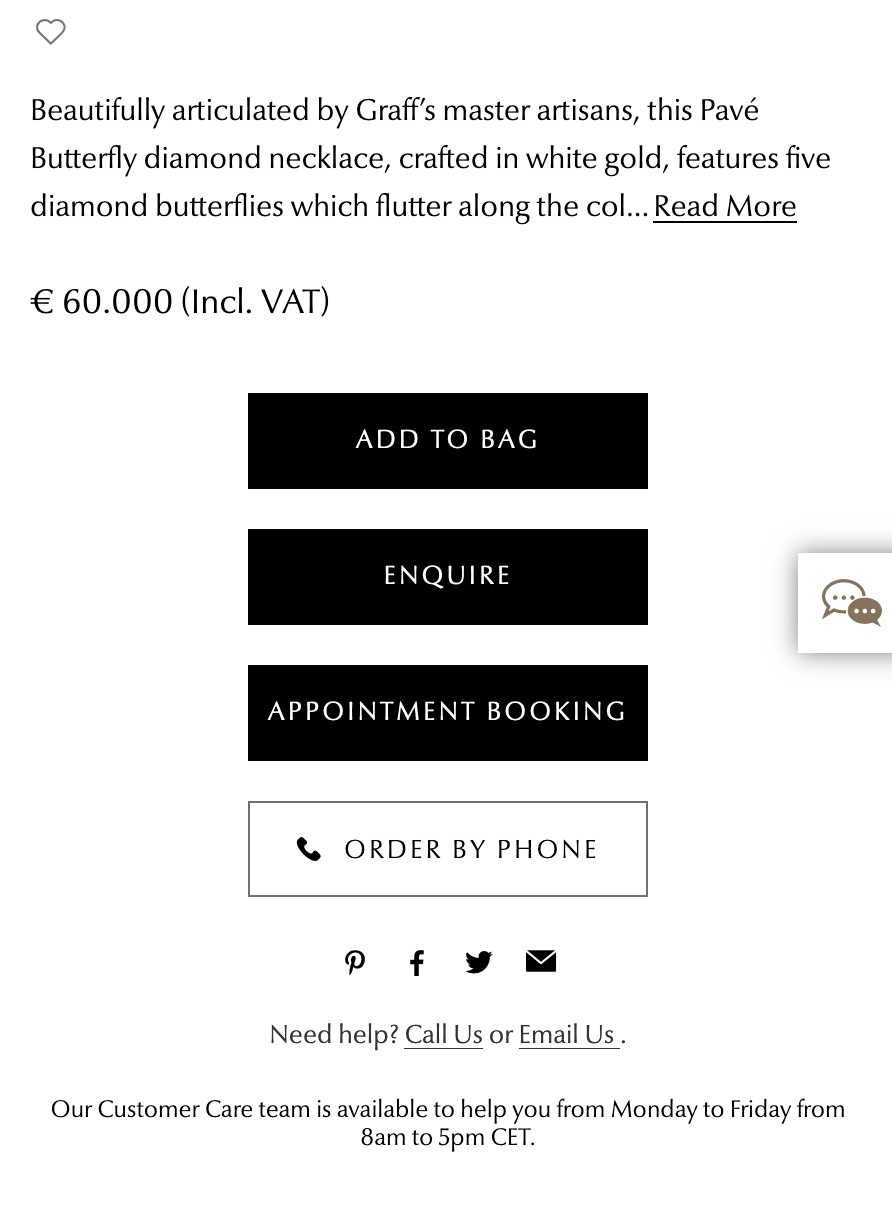 Beautifully articulated by Graff’s master artisans, this Pavé
Butterfly diamond necklace, crafted in white gold, features five
diamond butterflies which flutter along the col... Read More
€ 60.000 (Incl. VAT)
ADD TO BAG
ENQUIRE
APPOINTMENT BOOKING
ORDER BY PHONE
Need help? Call Us or Email Us .
Our Customer Care team is available to help you from Monday to Friday from
8am to 5pm CET.